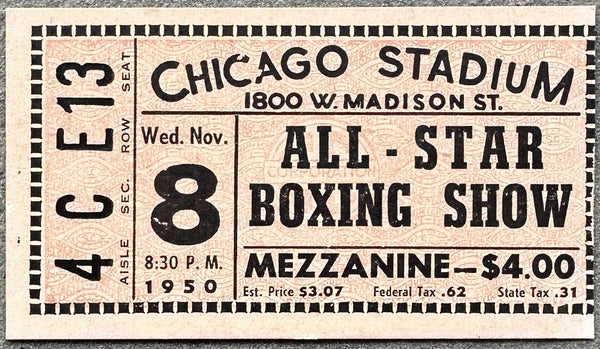 4 C E13
AISLE SEC. ROW SEAT
CHICAGO STADIUM
1800 W. MADISON ST.
Wed. Nov.
8
8:30 P. M.
1950
ALL - STAR
CORPORATION
BOXING SHOW
MEZZANINE—$4.00
Est. Price $3.07 Federal Tax .62 State Tax .31